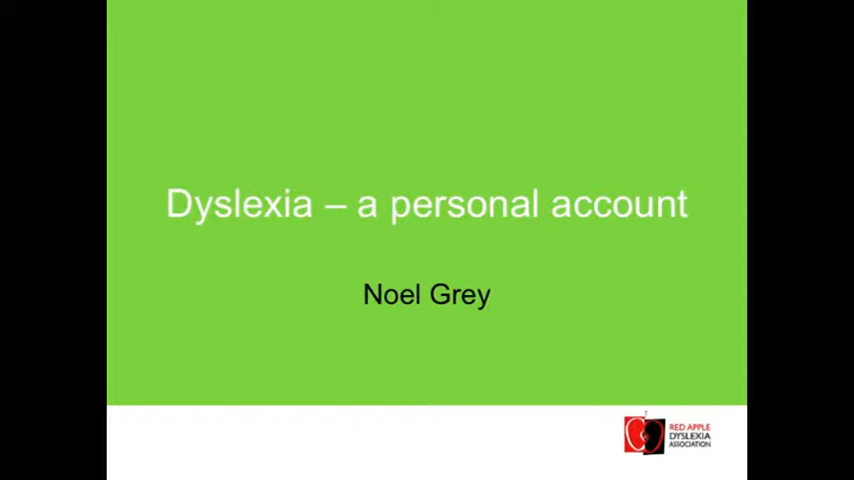 Dyslexia – a personal account
Noel Grey
RED APPLE
DYSLEXIA
ASSOCIATION